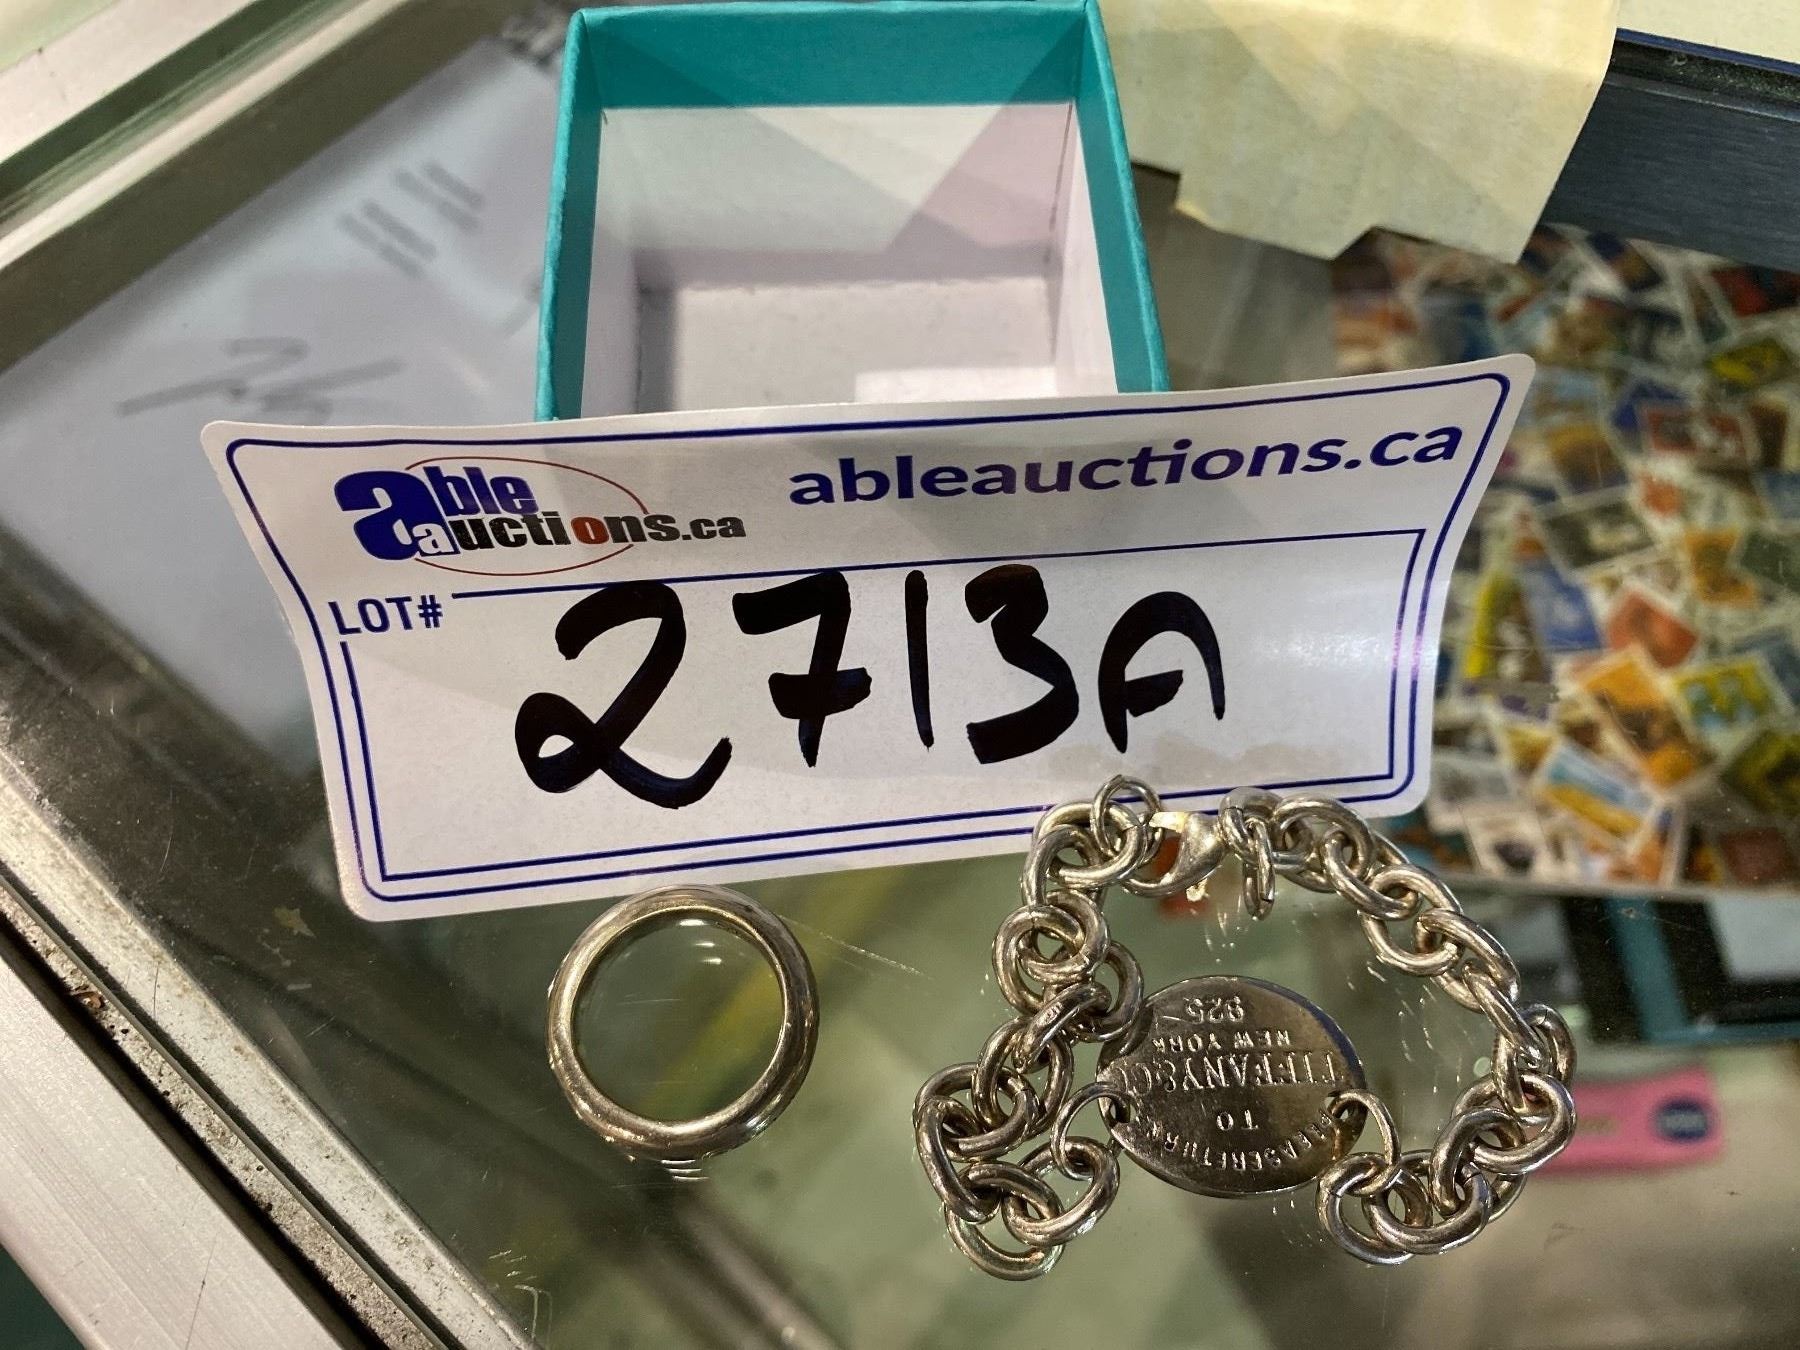 able
auctions.ca
ableauctions.ca
LOT#
2713A
PLEASE RETURN
TO
TIFFANY & CO
NEW YORK
925